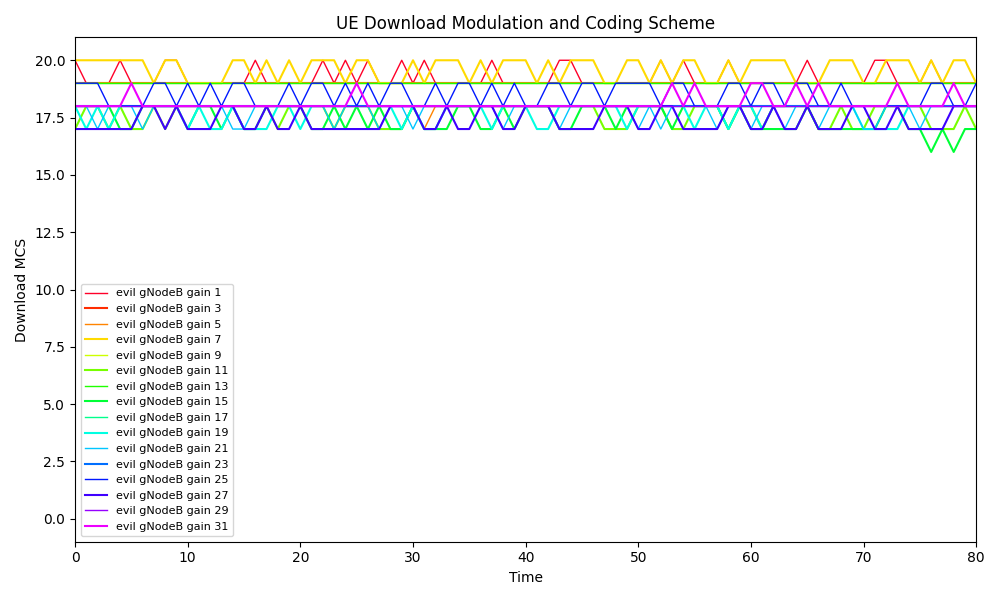 UE Download Modulation and Coding Scheme
Download MCS
20.0
17.5
15.0
12.5
10.0
7.5
5.0
2.5
0.0
evil gNodeB gain 1
evil gNodeB gain 3
evil gNodeB gain 5
evil gNodeB gain 7
evil gNodeB gain 9
evil gNodeB gain 11
evil gNodeB gain 13
evil gNodeB gain 15
evil gNodeB gain 17
evil gNodeB gain 19
evil gNodeB gain 21
evil gNodeB gain 23
evil gNodeB gain 25
evil gNodeB gain 27
evil gNodeB gain 29
evil gNodeB gain 31
0 10 20 30 40 50 60 70 80
Time